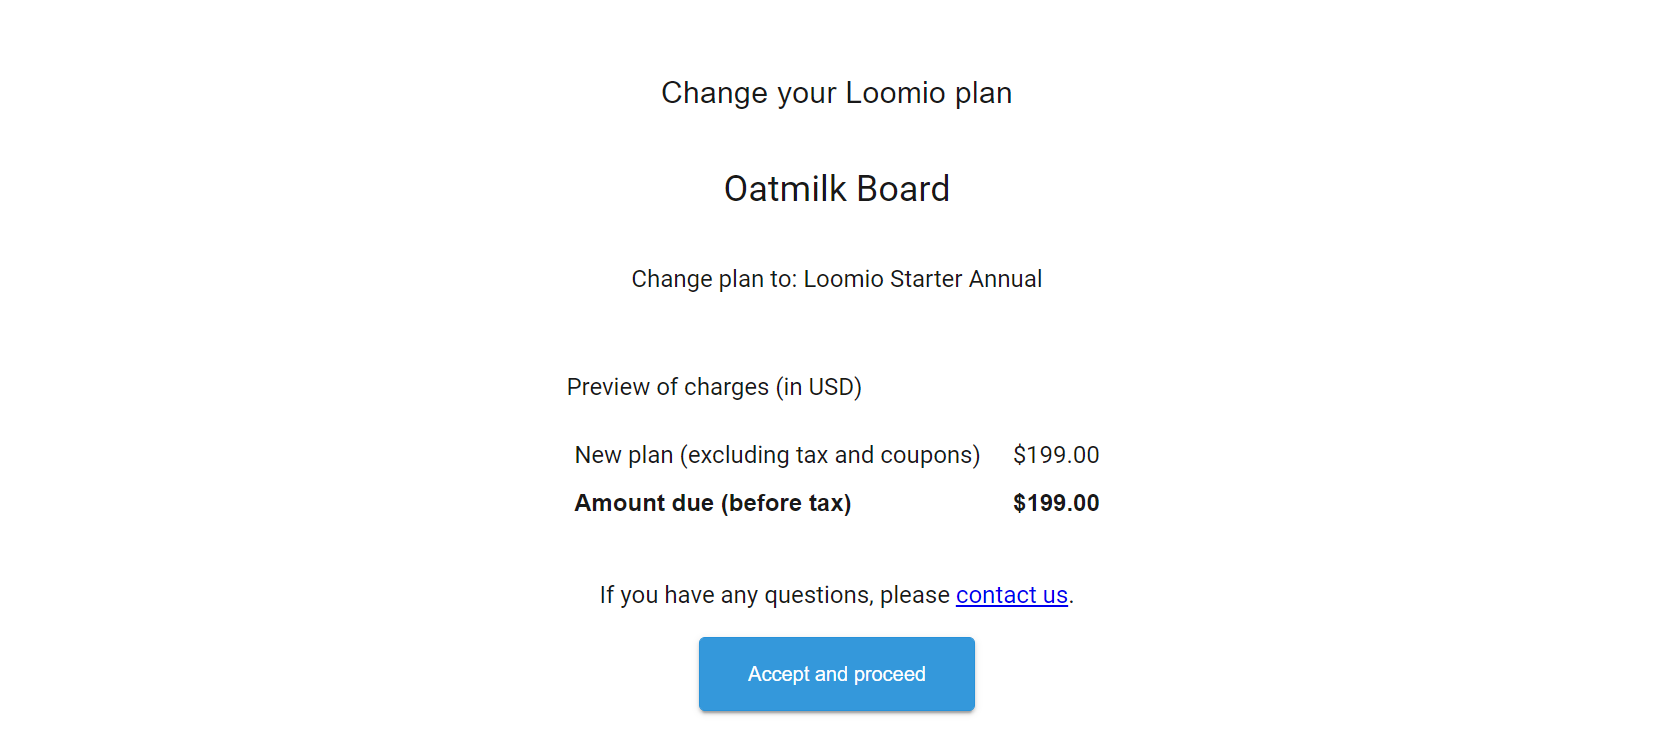 Change your Loomio plan
Oatmilk Board
Change plan to: Loomio Starter Annual
Preview of charges (in USD)
New plan (excluding tax and coupons) $199.00
Amount due (before tax) $199.00
If you have any questions, please contact us.
Accept and proceed